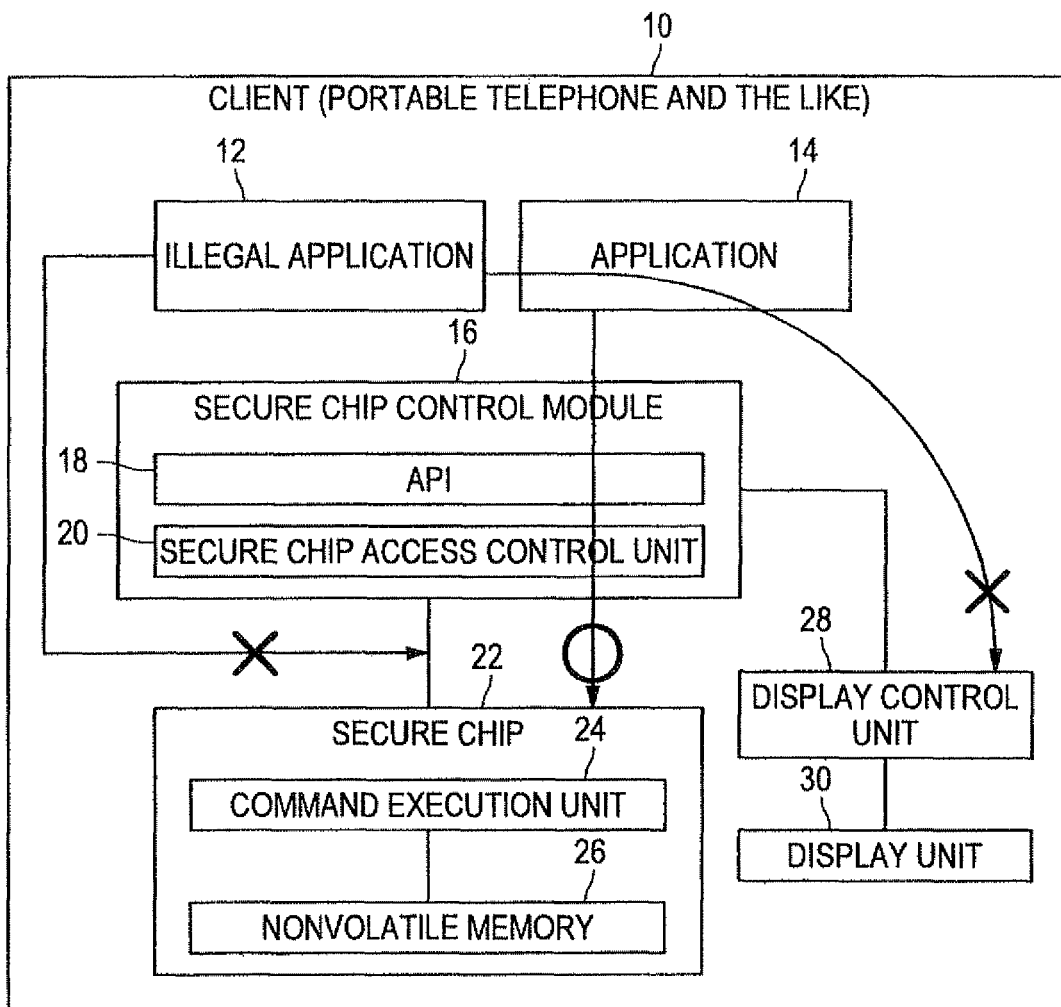 10
CLIENT (PORTABLE TELEPHONE AND THE LIKE)
12
14
ILLEGAL APPLICATION
APPLICATION
16
SECURE CHIP CONTROL MODULE
18
API
20
SECURE CHIP ACCESS CONTROL UNIT
22
28
SECURE CHIP
24
DISPLAY CONTROL
UNIT
COMMAND EXECUTION UNIT
30
26
DISPLAY UNIT
NONVOLATILE MEMORY